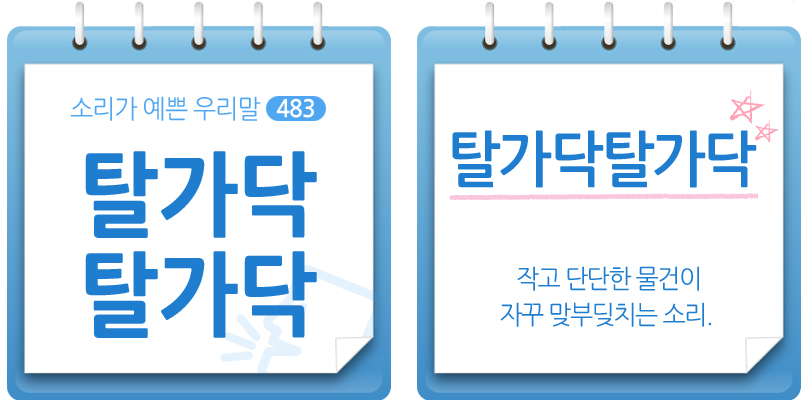 소리가 예쁜 우리말 483
탈가닥
탈가닥
탈가닥탈가닥
작고 단단한 물건이
자꾸 맞부딪치는 소리.